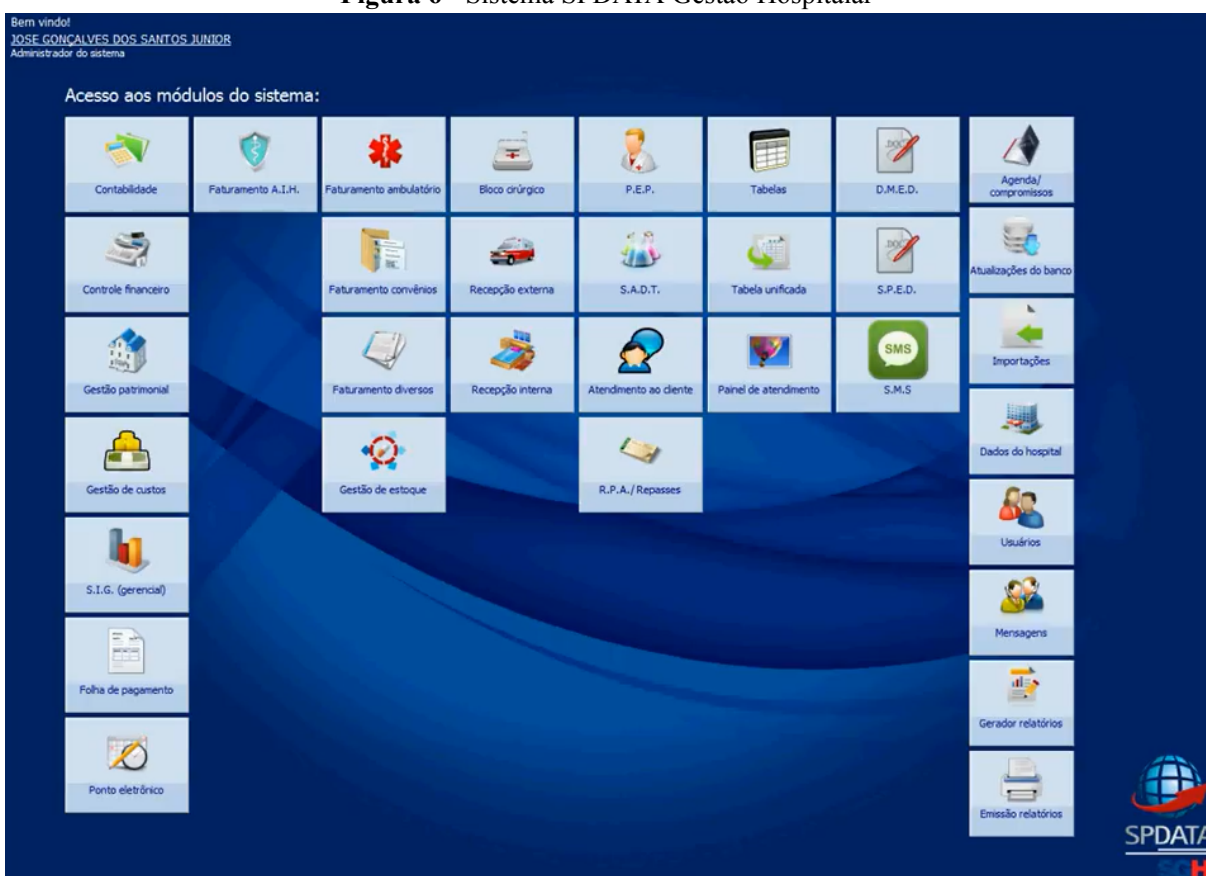 Figura 6 - Sistema SPDATA Gestão Hospitalar
Bem vindo!
JOSE GONÇALVES DOS SANTOS JUNIOR
Administrador do sistema
Acesso aos módulos do sistema:
Contabilidade
Faturamento A.I.H.
Faturamento ambulatório
Bloco cirúrgico
P.E.P.
Tabelas
D.M.E.D.
Agenda/
compromissos
Controle financeiro
Faturamento convênios
Recepção externa
S.A.D.T.
Tabela unificada
S.P.E.D.
Atualizações do banco
Gestão patrimonial
Faturamento diversos
Recepção interna
Atendimento ao cliente
Painel de atendimento
SMS
S.M.S
Importações
Gestão de custos
Gestão de estoque
R.P.A./Repasses
Dados do hospital
S.I.G. (gerencial)
Usuários
Folha de pagamento
Mensagens
Ponto eletrônico
Gerador relatórios
Emissão relatórios
SPDATA
SGH